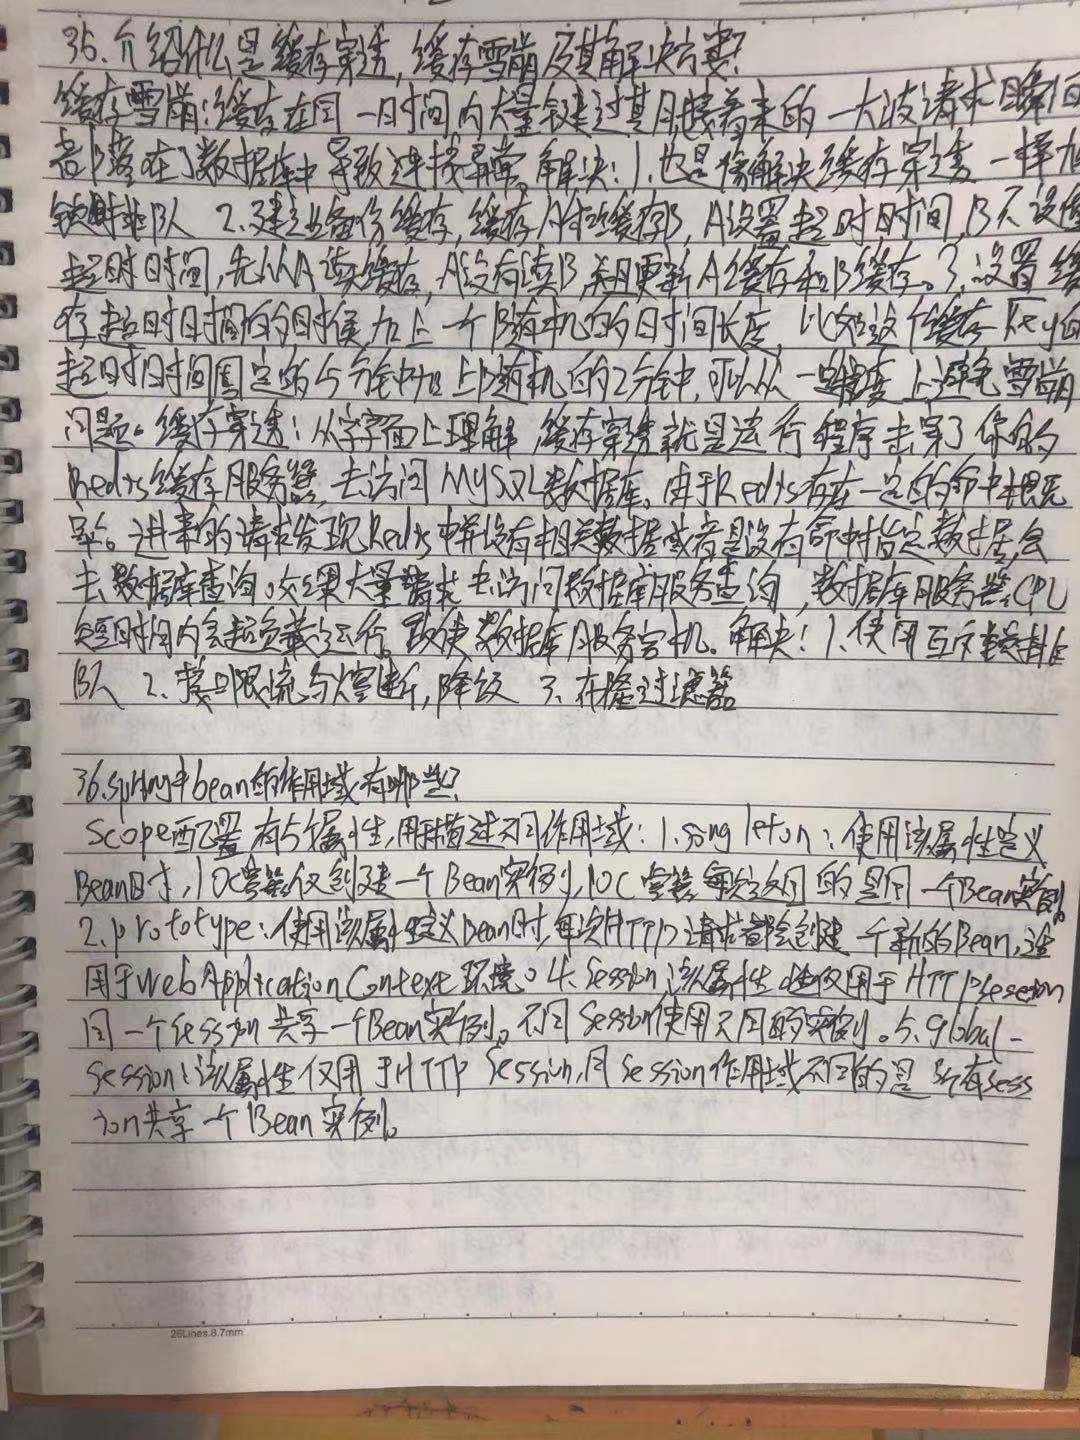 35.介绍什么是缓存穿透,缓存雪崩及其解决方案?
缓存雪崩:缓存在同一时间内大量键过期,接着来的一大波请求瞬间
都落在了数据库中导致连接异常。解决:1.也是像解决缓存穿透一样加
锁排队 2.建立备份缓存,缓存A和缓存B,A设置超时时间,B不设值
超时时间,先从A读缓存,A没有读B,并且更新A缓存和B缓存。3.设置缓
存超时时间的时候加上一个随机的时间长度,比如这个缓存Key的
超时时间固定的5分钟加上随机的2分钟,可以从一定程度上避免雪崩
问题。缓存穿透:从字面上理解 缓存穿透就是运行程序击穿了你的
Redis缓存服务器,去访问MySQL数据库。由于Redis存在一定的命中概
率。进来的请求发现Redis中并没有相关数据或者是没有命中指定数据,会
去数据库查询。如果大量请求去访问数据库服务查询,数据库服务器CPU
短时间内会超负载运行,致使数据库服务宕机。解决:1.使用互斥锁排
队 2.接口限流与熔断,降级 3.布隆过滤器
36.spring中bean的作用域有哪些?
Scope配置有5个属性,用于描述不同作用域:1.singleton:使用该属性定义
Bean时,IOC容器仅创建一个Bean实例,IOC容器每次返回的是同一个Bean实例。
2.prototype:使用该属性定义Bean时,每次HTTP请求都会创建一个新的Bean,适
用于WebApplicationContext环境。4.Session:该属性仅用于HTTP Session
同一个Session共享一个Bean实例。不同Session使用不同的实例。5.global-
session:该属性仅用于HTTP Session,同session作用域不同的是所有sess
ion共享一个Bean实例。
26Lines.8.7mm